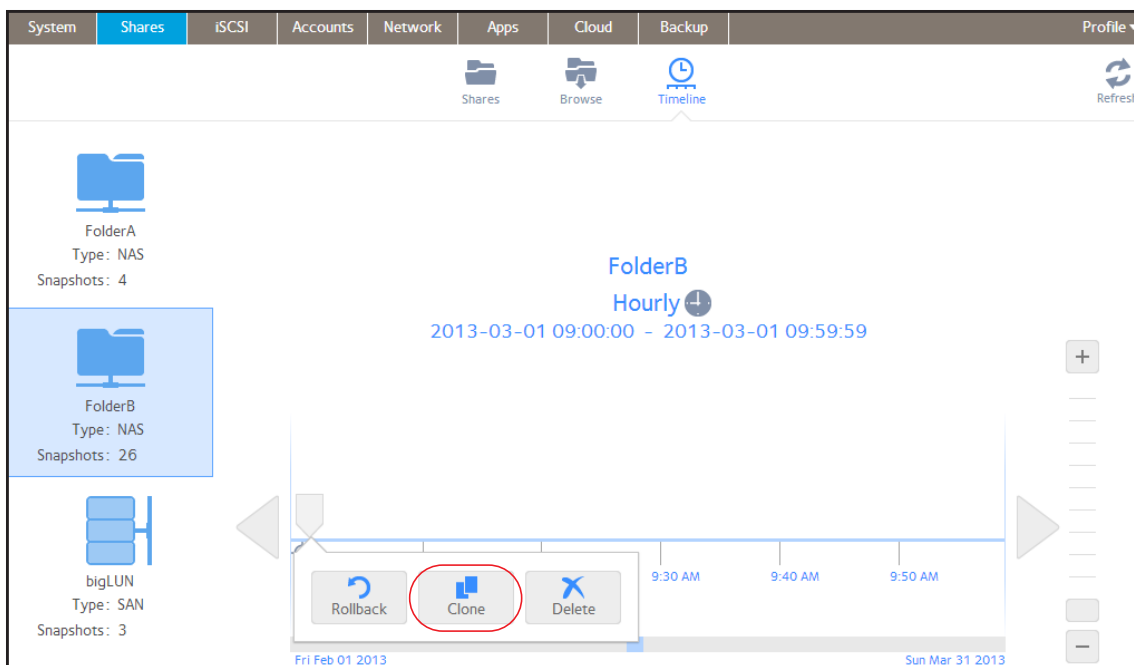 System Shares iSCSI Accounts Network Apps Cloud Backup Profile
Shares Browse Timeline Refresh
FolderA
Type: NAS
Snapshots: 4
FolderB
Type: NAS
Snapshots: 26
bigLUN
Type: SAN
Snapshots: 3
FolderB
Hourly
2013-03-01 09:00:00 - 2013-03-01 09:59:59
+
9:30 AM 9:40 AM 9:50 AM
Rollback Clone Delete
−
Fri Feb 01 2013 Sun Mar 31 2013